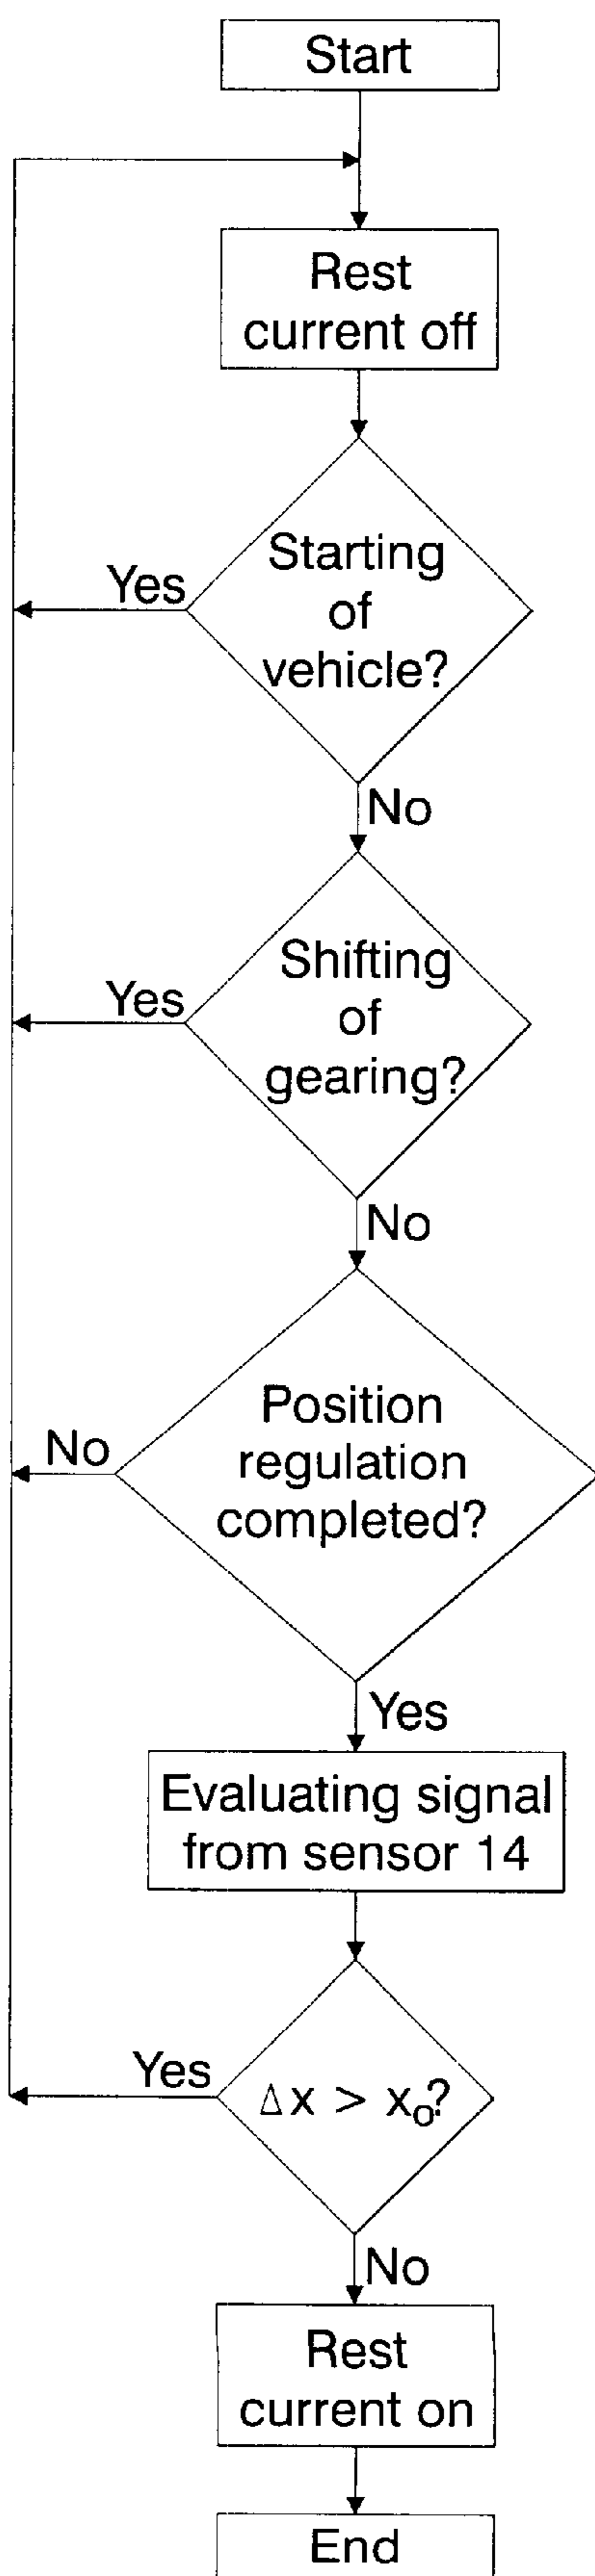 Start
Rest
current off
Starting
of
vehicle?
Yes
No
Shifting
of
gearing?
Yes
No
Position
regulation
completed?
No
Yes
Evaluating signal
from sensor 14
Δx > x₀?
Yes
No
Rest
current on
End